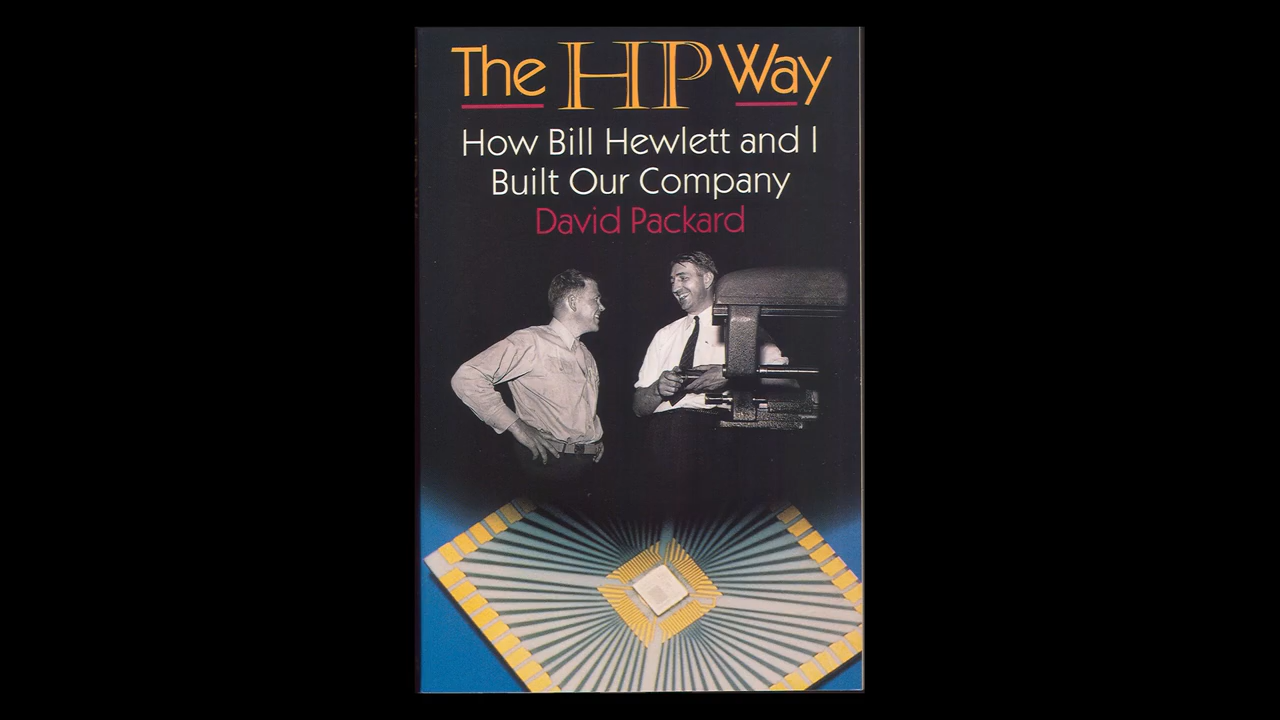 The HP Way
How Bill Hewlett and I
Built Our Company
David Packard